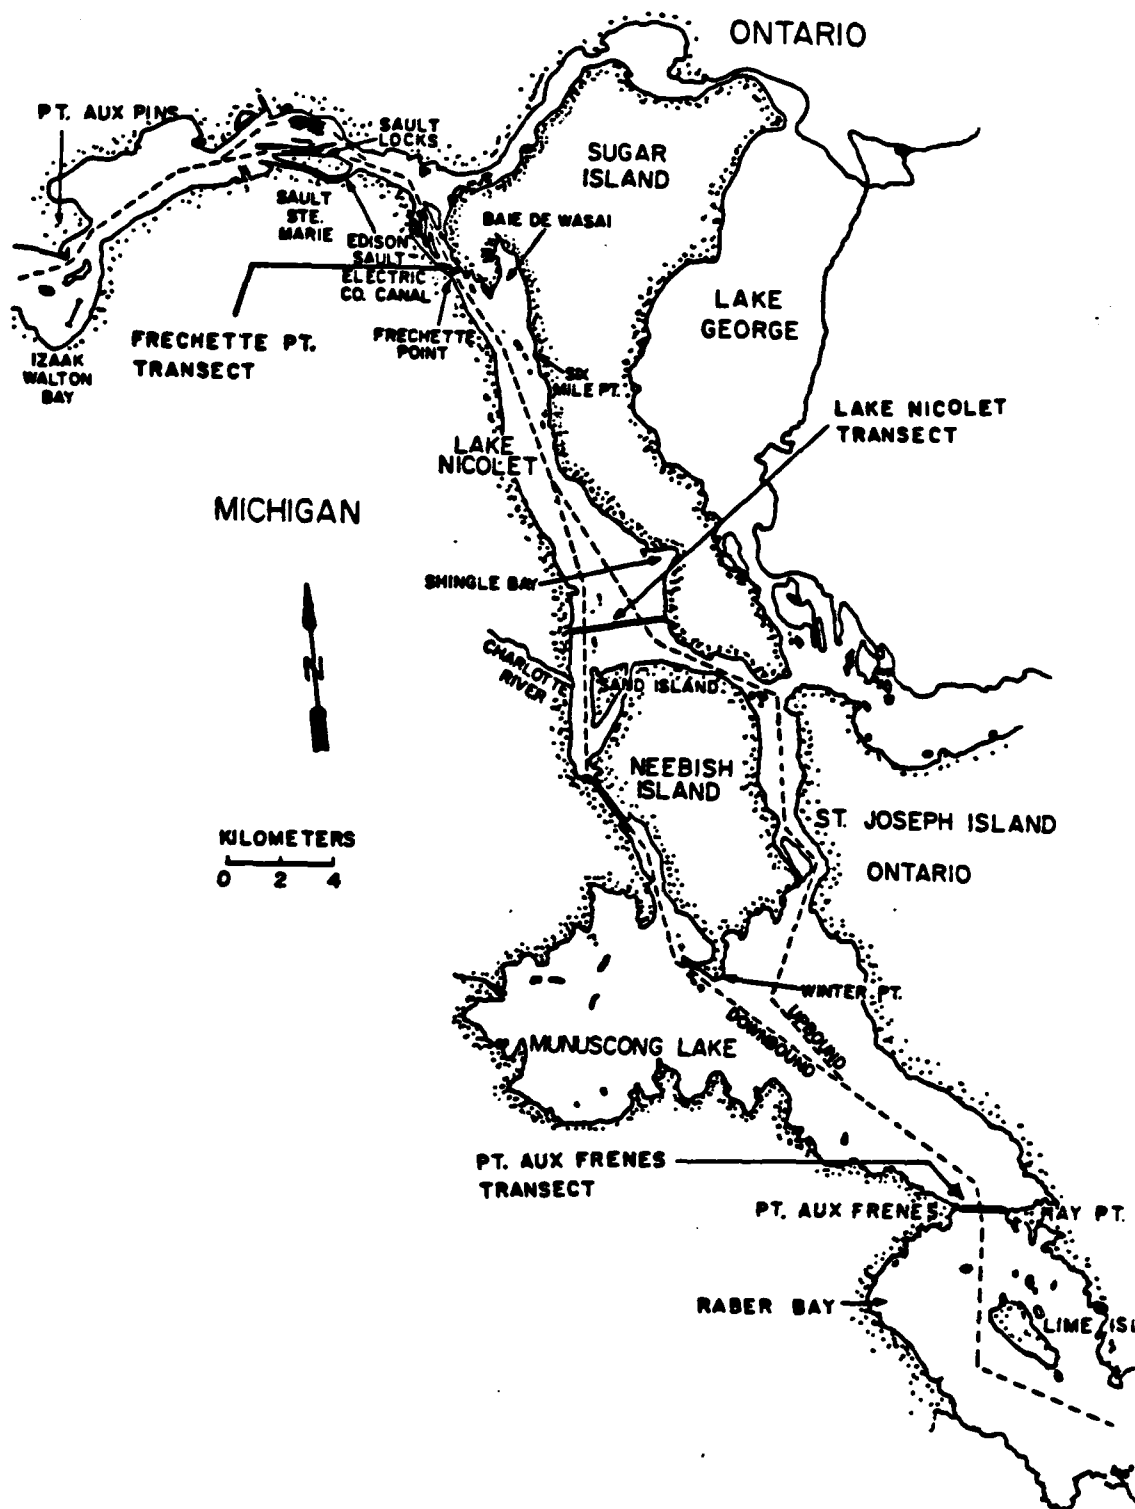 ONTARIO
PT. AUX PINS
SAULT
LOCKS
SUGAR
ISLAND
SAULT
STE.
MARIE
BAIE DE WASAI
EDISON
SAULT
ELECTRIC
CO. CANAL
LAKE
GEORGE
FRECHETTE PT.
TRANSECT
FRECHETTE
POINT
IZAAK
WALTON
BAY
SIX
MILE PT.
LAKE NICOLET
TRANSECT
LAKE
NICOLET
MICHIGAN
SHINGLE BAY
N
CHARLOTTE
RIVER
SAND ISLAND
NEEBISH
ISLAND
ST. JOSEPH ISLAND
KILOMETERS
0 2 4
ONTARIO
WINTER PT.
UPBOUND
DOWNBOUND
MUNUSCONG LAKE
PT. AUX FRENES
TRANSECT
PT. AUX FRENES
HAY PT.
RABER BAY
LIME ISL